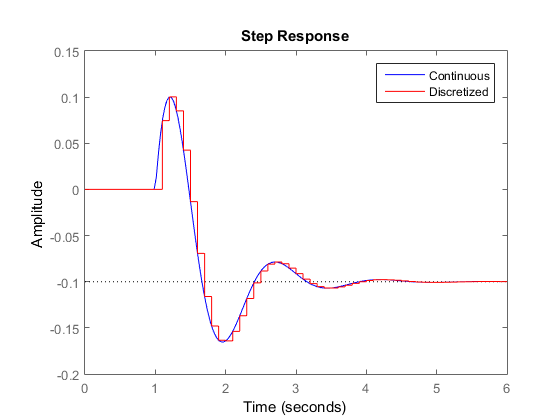 Step Response
0.15
0.1
0.05
0
-0.05
-0.1
-0.15
-0.2
Amplitude
Continuous
Discretized
0 1 2 3 4 5 6
Time (seconds)